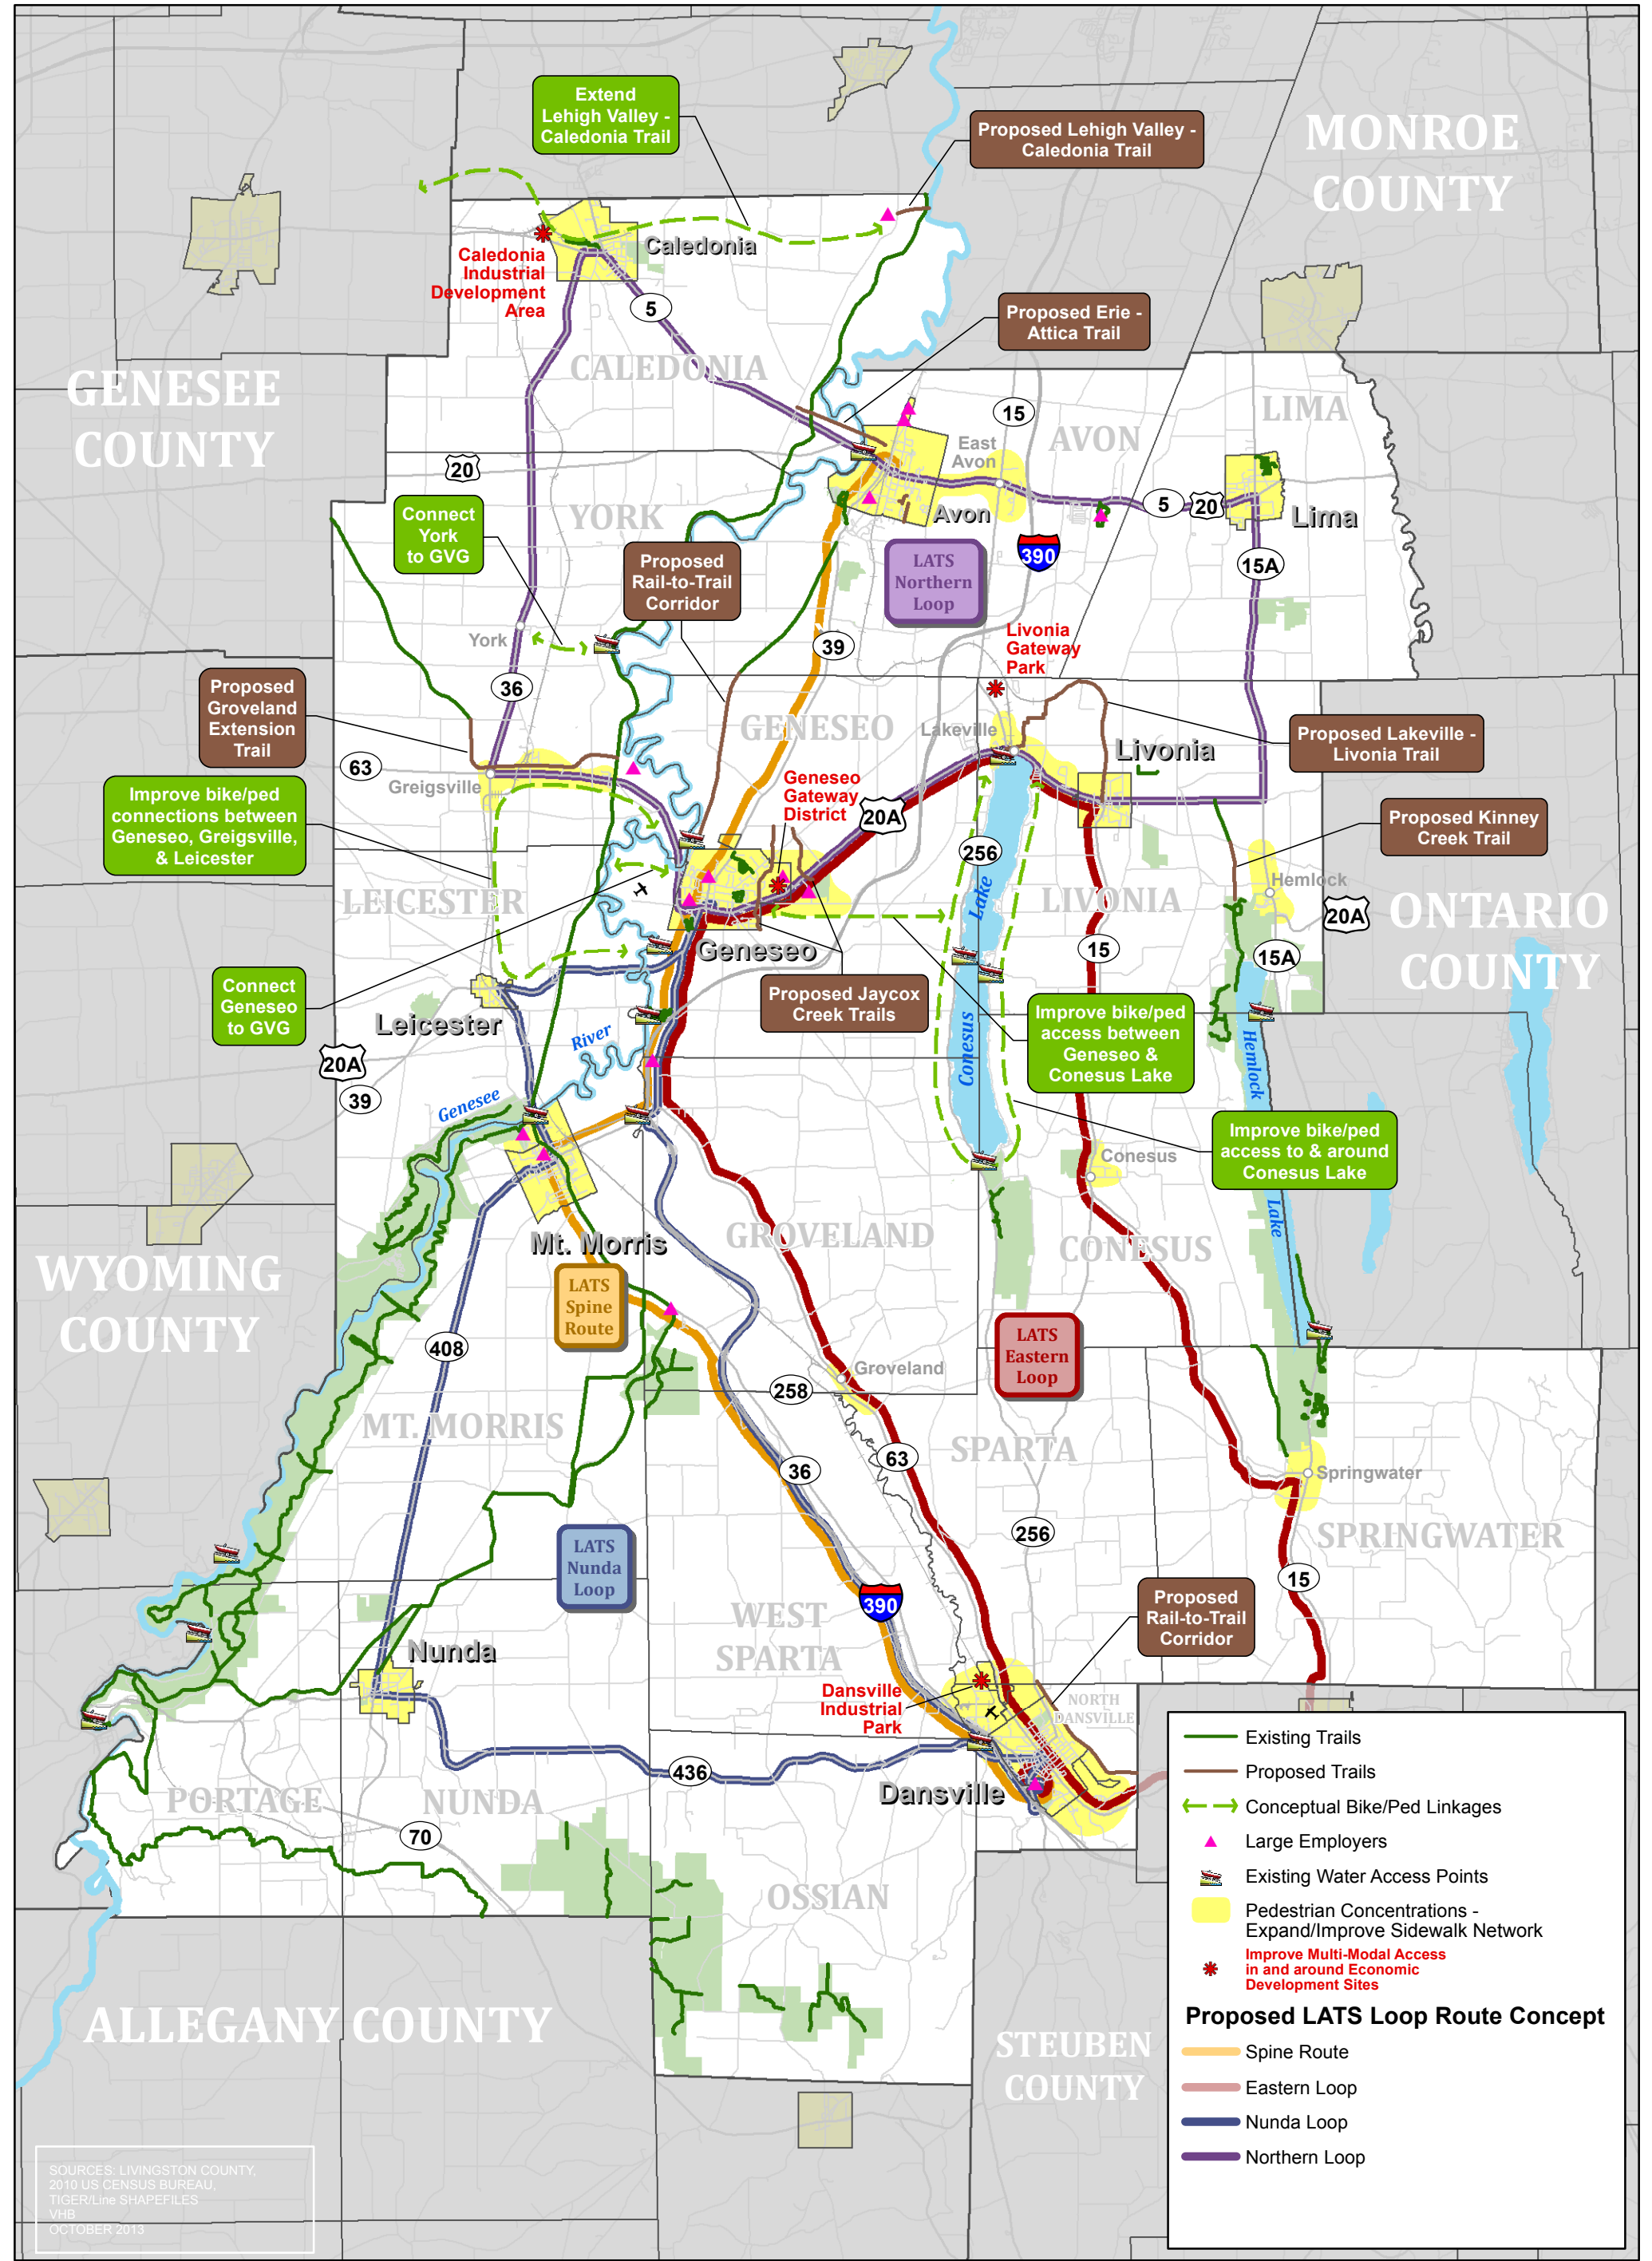 Extend
Lehigh Valley -
Caledonia Trail
Proposed Lehigh Valley -
Caledonia Trail
MONROE
COUNTY
Caledonia
Caledonia
Industrial
Development
Area
5
Proposed Erie -
Attica Trail
GENESEE
COUNTY
CALEDONIA
15
LIMA
East
Avon
AVON
20
Connect
York
to GVG
YORK
Avon
5
20
Lima
Proposed
Rail-to-Trail
Corridor
LATS
Northern
Loop
390
15A
York
39
Livonia
Gateway
Park
36
Proposed
Groveland
Extension
Trail
GENESEO
Lakeville
Livonia
Proposed Lakeville -
Livonia Trail
63
Greigsville
Geneseo
Gateway
District
20A
Improve bike/ped
connections between
Geneseo, Greigsville,
& Leicester
Proposed Kinney
Creek Trail
256
Hemlock
LEICESTER
Lake
LIVONIA
20A
ONTARIO
COUNTY
Geneseo
15
15A
Connect
Geneseo
to GVG
Proposed Jaycox
Creek Trails
Improve bike/ped
access between
Geneseo &
Conesus Lake
Leicester
River
Conesus
Hemlock
20A
39
Genesee
Improve bike/ped
access to & around
Conesus Lake
Conesus
Lake
Mt. Morris
GROVELAND
CONESUS
WYOMING
COUNTY
LATS
Spine
Route
408
LATS
Eastern
Loop
Groveland
258
MT. MORRIS
SPARTA
36
63
Springwater
256
SPRINGWATER
LATS
Nunda
Loop
15
390
WEST
SPARTA
Proposed
Rail-to-Trail
Corridor
Nunda
Dansville
Industrial
Park
NORTH
DANSVILLE
436
Dansville
PORTAGE
NUNDA
70
OSSIAN
ALLEGANY COUNTY
STEUBEN
COUNTY
Existing Trails
Proposed Trails
Conceptual Bike/Ped Linkages
Large Employers
Existing Water Access Points
Pedestrian Concentrations -
Expand/Improve Sidewalk Network
Improve Multi-Modal Access
in and around Economic
Development Sites
Proposed LATS Loop Route Concept
Spine Route
Eastern Loop
Nunda Loop
Northern Loop
SOURCES: LIVINGSTON COUNTY,
2010 US CENSUS BUREAU,
TIGER/Line SHAPEFILES
VHB
OCTOBER 2013